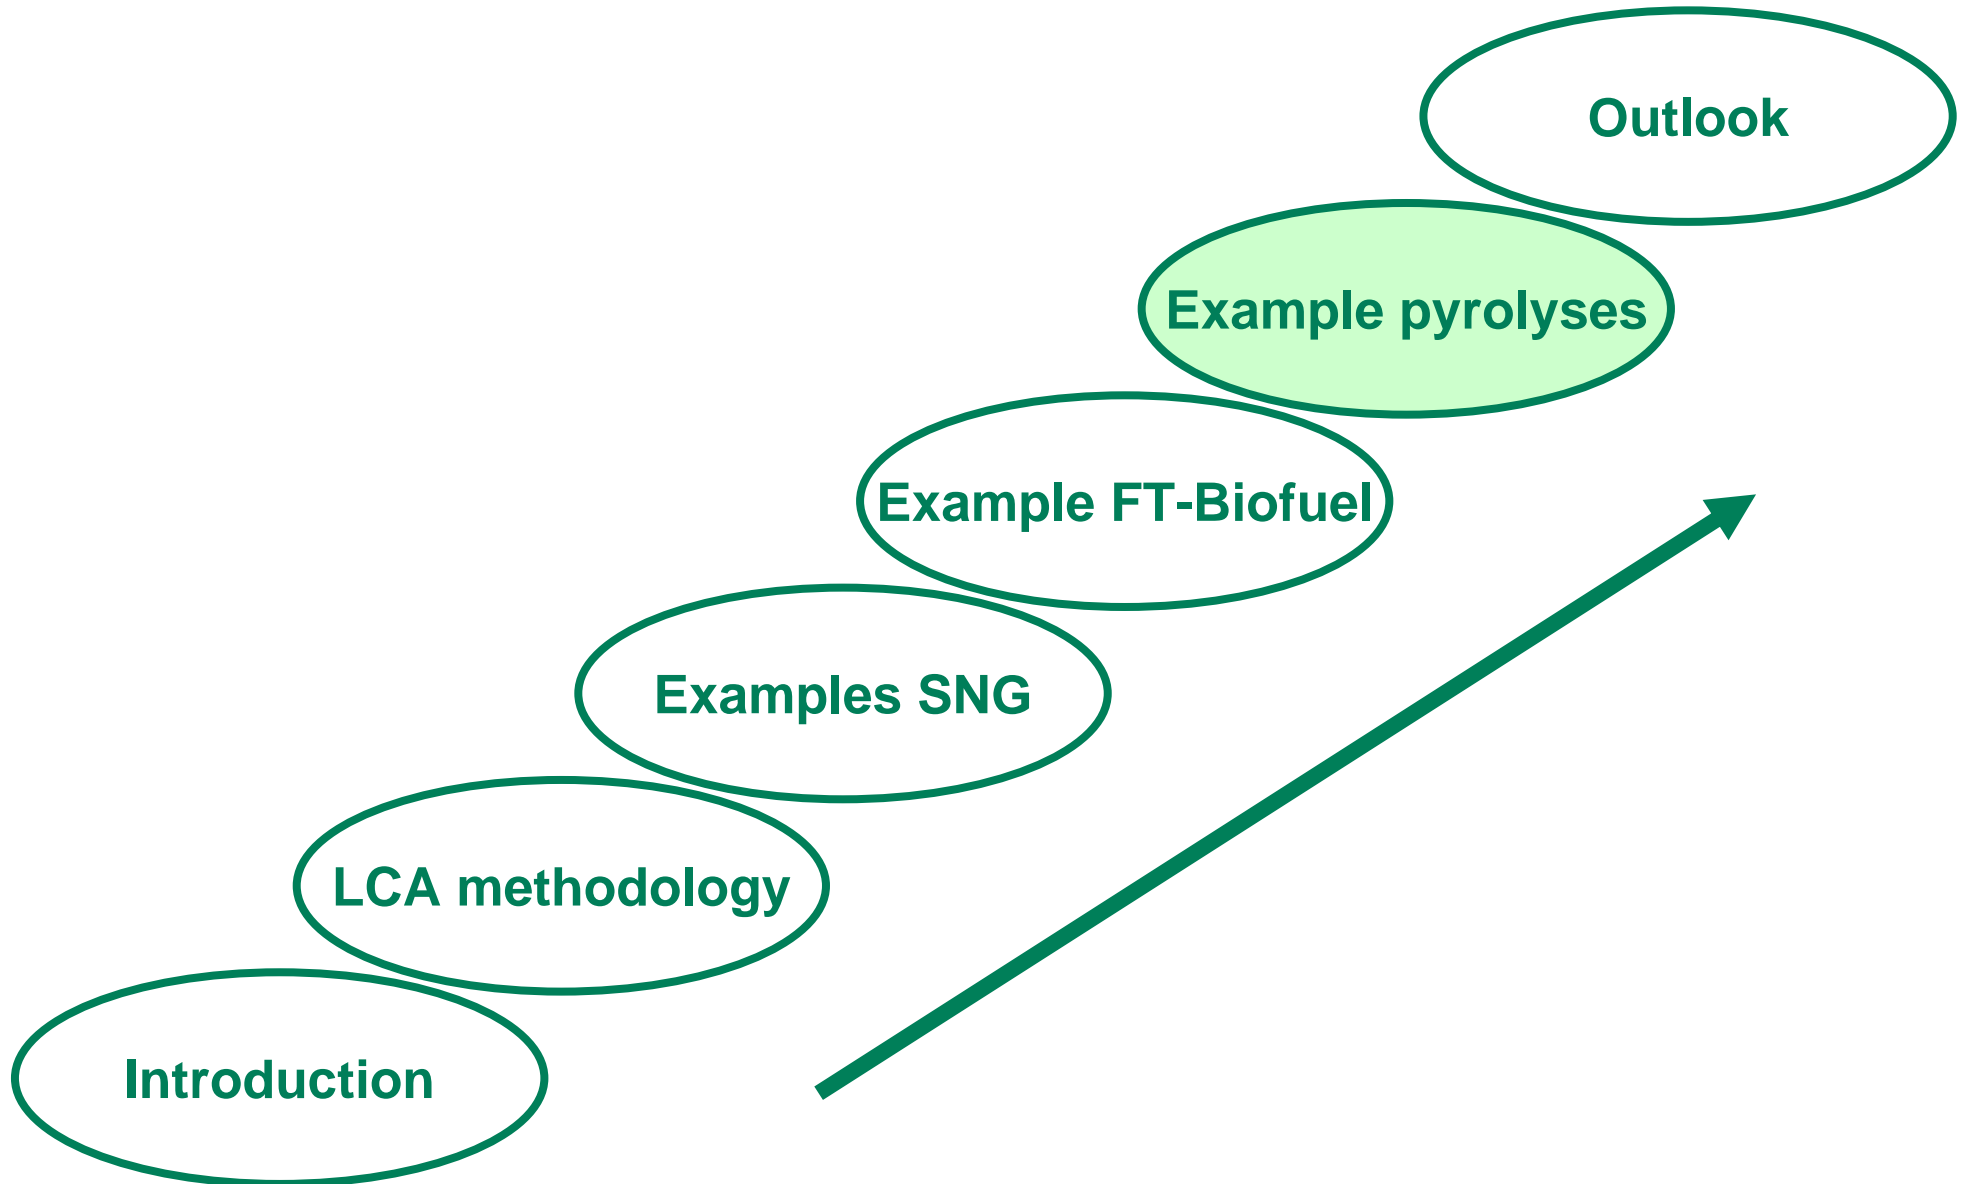 Outlook
Example pyrolyses
Example FT-Biofuel
Examples SNG
LCA methodology
Introduction